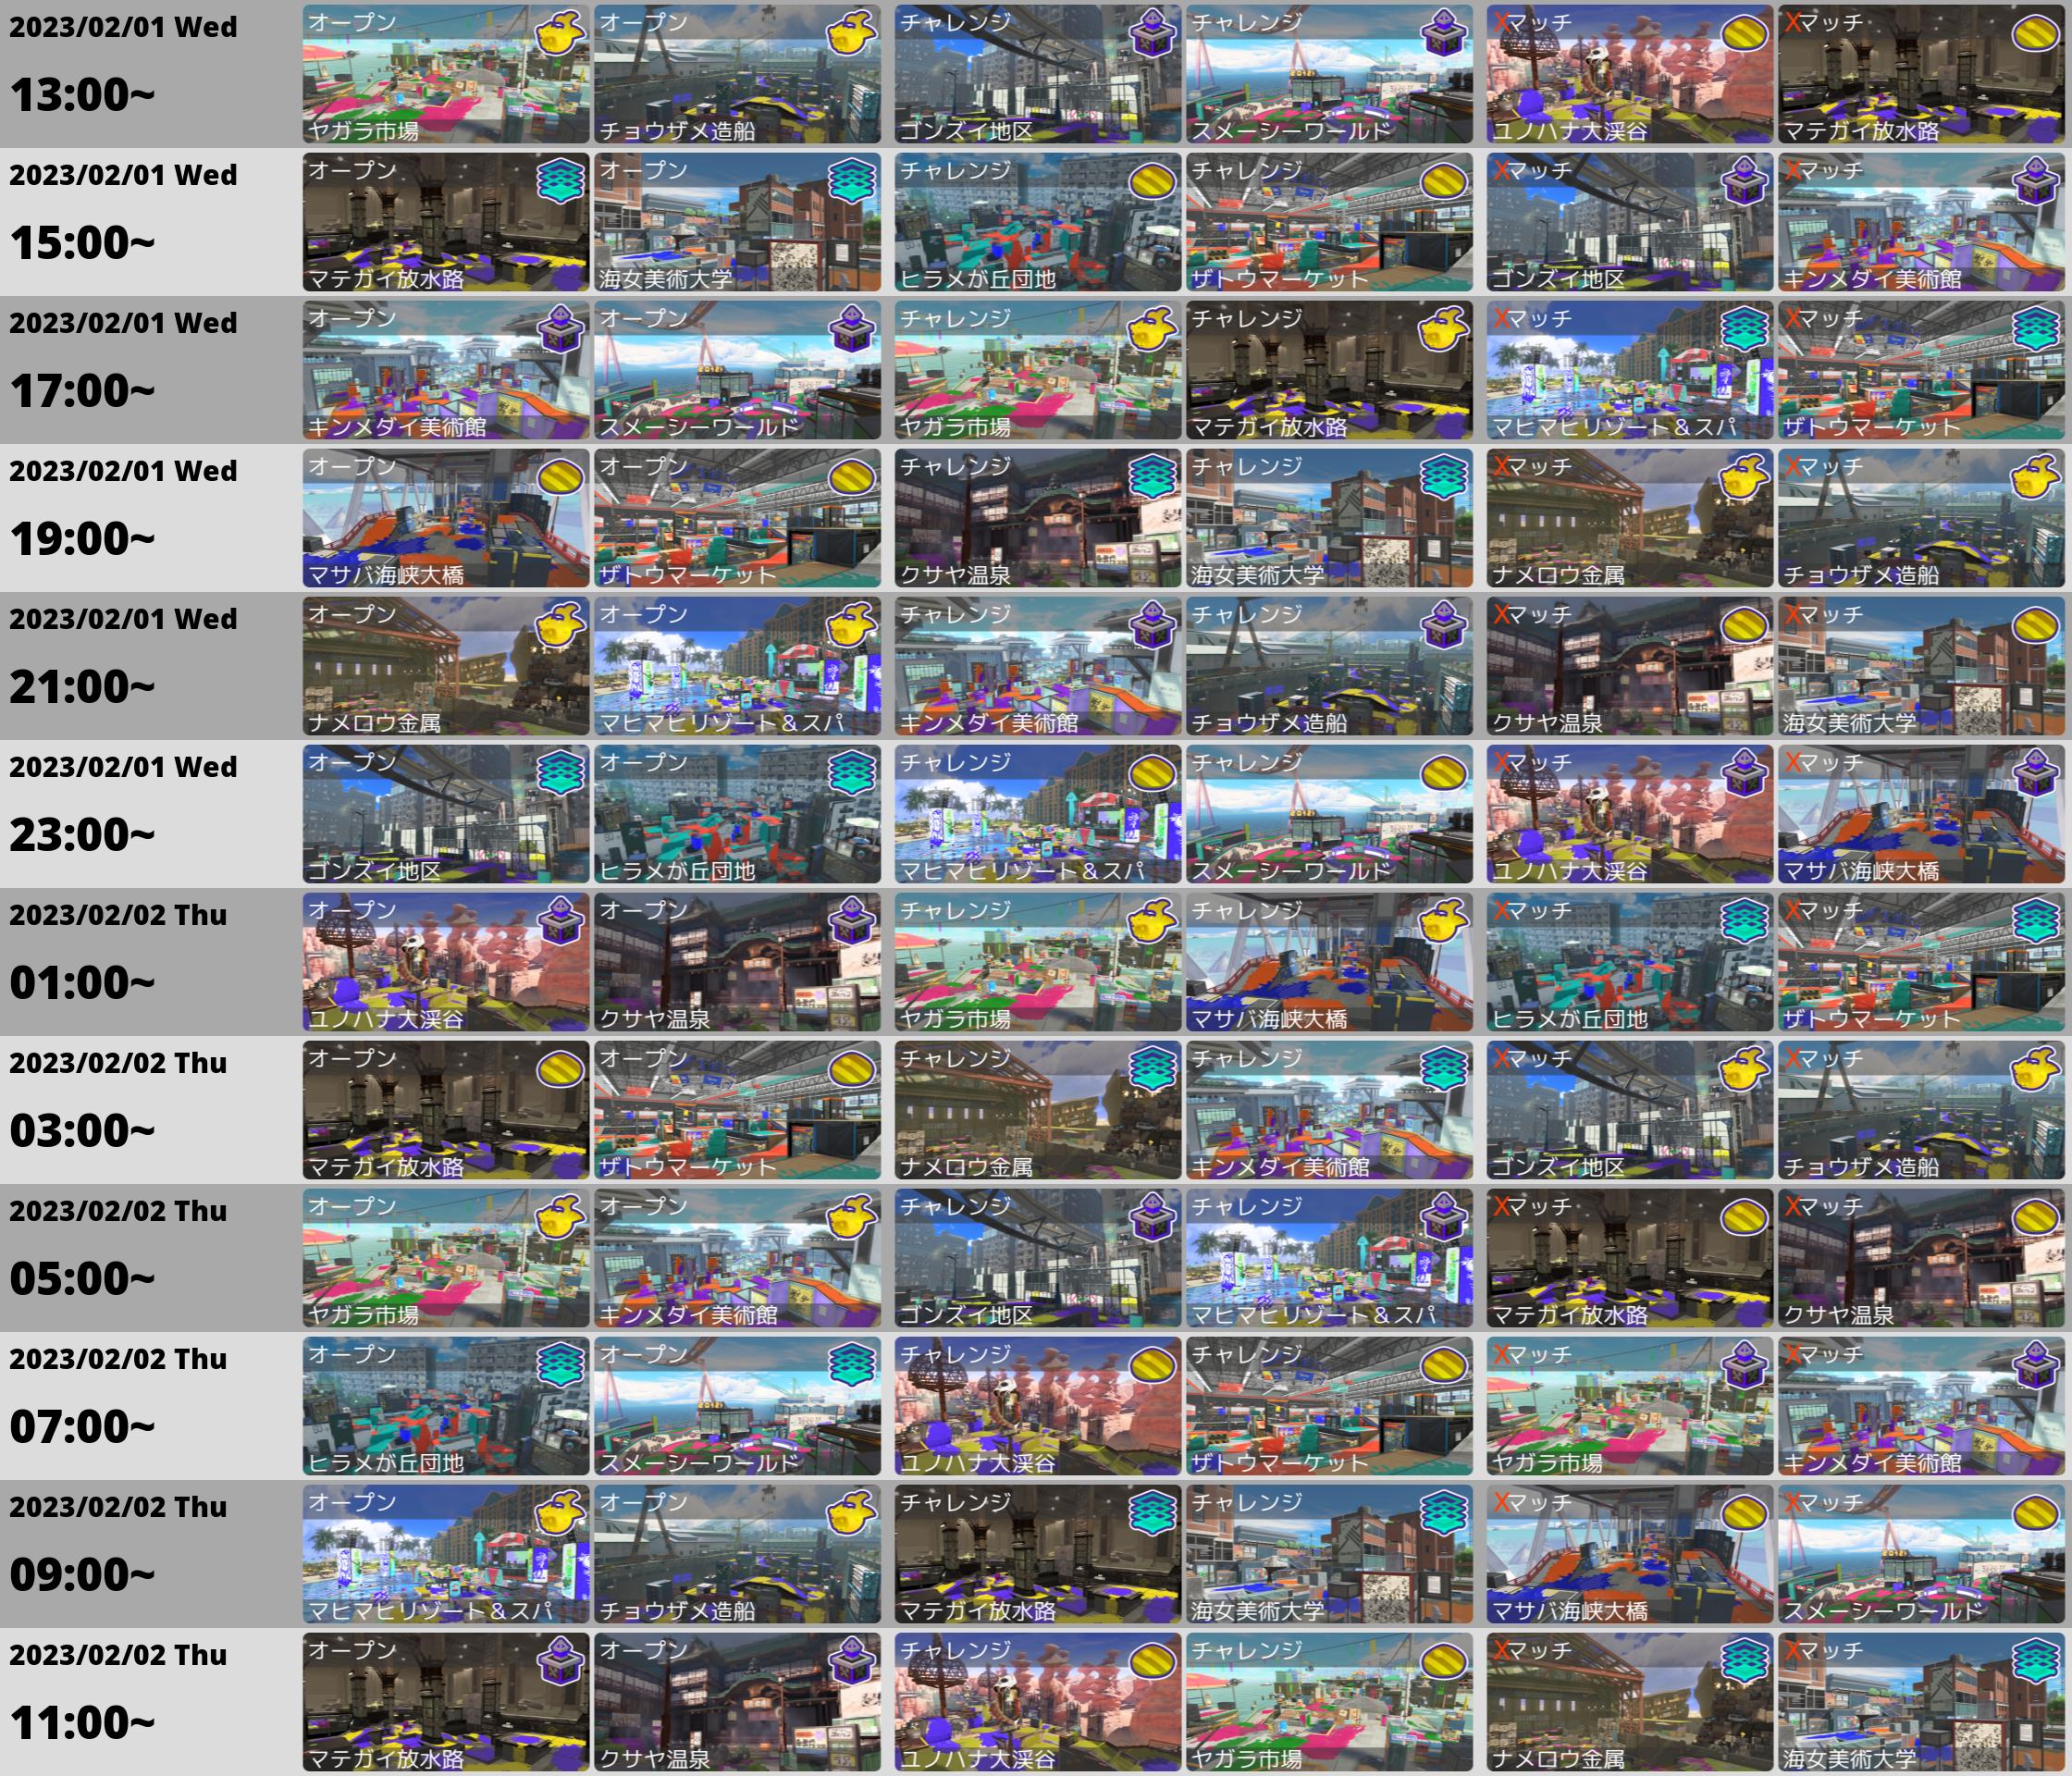 2023/02/01 Wed
13:00~
オープン オープン チャレンジ チャレンジ Xマッチ Xマッチ
ヤガラ市場 チョウザメ造船 ゴンズイ地区 スメーシーワールド ユノハナ大渓谷 マテガイ放水路
2023/02/01 Wed
15:00~
オープン オープン チャレンジ チャレンジ Xマッチ Xマッチ
マテガイ放水路 海女美術大学 ヒラメが丘団地 ザトウマーケット ゴンズイ地区 キンメダイ美術館
2023/02/01 Wed
17:00~
オープン オープン チャレンジ チャレンジ Xマッチ Xマッチ
キンメダイ美術館 スメーシーワールド ヤガラ市場 マテガイ放水路 マヒマヒリゾート&スパ ザトウマーケット
2023/02/01 Wed
19:00~
オープン オープン チャレンジ チャレンジ Xマッチ Xマッチ
マサバ海峡大橋 ザトウマーケット クサヤ温泉 海女美術大学 ナメロウ金属 チョウザメ造船
2023/02/01 Wed
21:00~
オープン オープン チャレンジ チャレンジ Xマッチ Xマッチ
ナメロウ金属 マヒマヒリゾート&スパ キンメダイ美術館 チョウザメ造船 クサヤ温泉 海女美術大学
2023/02/01 Wed
23:00~
オープン オープン チャレンジ チャレンジ Xマッチ Xマッチ
ゴンズイ地区 ヒラメが丘団地 マヒマヒリゾート&スパ スメーシーワールド ユノハナ大渓谷 マサバ海峡大橋
2023/02/02 Thu
01:00~
オープン オープン チャレンジ チャレンジ Xマッチ Xマッチ
ユノハナ大渓谷 クサヤ温泉 ヤガラ市場 マサバ海峡大橋 ヒラメが丘団地 ザトウマーケット
2023/02/02 Thu
03:00~
オープン オープン チャレンジ チャレンジ Xマッチ Xマッチ
マテガイ放水路 ザトウマーケット ナメロウ金属 キンメダイ美術館 ゴンズイ地区 チョウザメ造船
2023/02/02 Thu
05:00~
オープン オープン チャレンジ チャレンジ Xマッチ Xマッチ
ヤガラ市場 キンメダイ美術館 ゴンズイ地区 マヒマヒリゾート&スパ マテガイ放水路 クサヤ温泉
2023/02/02 Thu
07:00~
オープン オープン チャレンジ チャレンジ Xマッチ Xマッチ
ヒラメが丘団地 スメーシーワールド ユノハナ大渓谷 ザトウマーケット ヤガラ市場 キンメダイ美術館
2023/02/02 Thu
09:00~
オープン オープン チャレンジ チャレンジ Xマッチ Xマッチ
マヒマヒリゾート&スパ チョウザメ造船 マテガイ放水路 海女美術大学 マサバ海峡大橋 スメーシーワールド
2023/02/02 Thu
11:00~
オープン オープン チャレンジ チャレンジ Xマッチ Xマッチ
マテガイ放水路 クサヤ温泉 ユノハナ大渓谷 ヤガラ市場 ナメロウ金属 海女美術大学